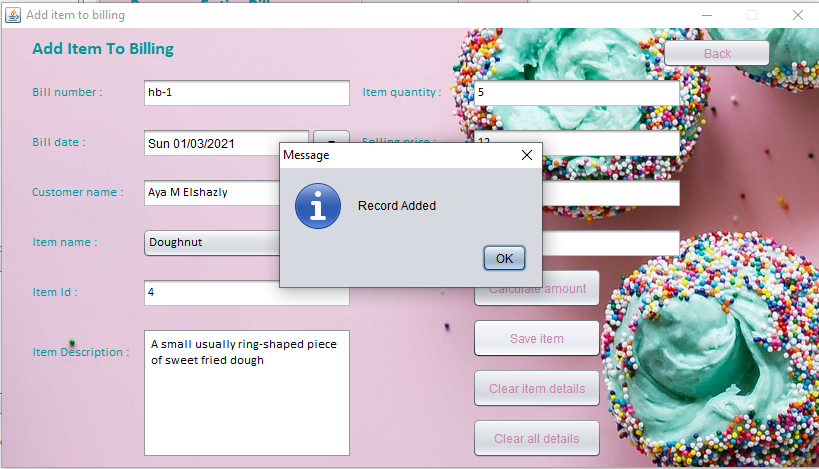 Add item to billing
Add Item To Billing
Back
Bill number :
hb-1
Item quantity :
5
Bill date :
Sun 01/03/2021
Selling price :
12
Message
Customer name :
Aya M Elshazly
Record Added
Item name :
Doughnut
OK
Item Id :
4
Calculate amount
Save item
Item Description :
A small usually ring-shaped piece
of sweet fried dough
Clear item details
Clear all details